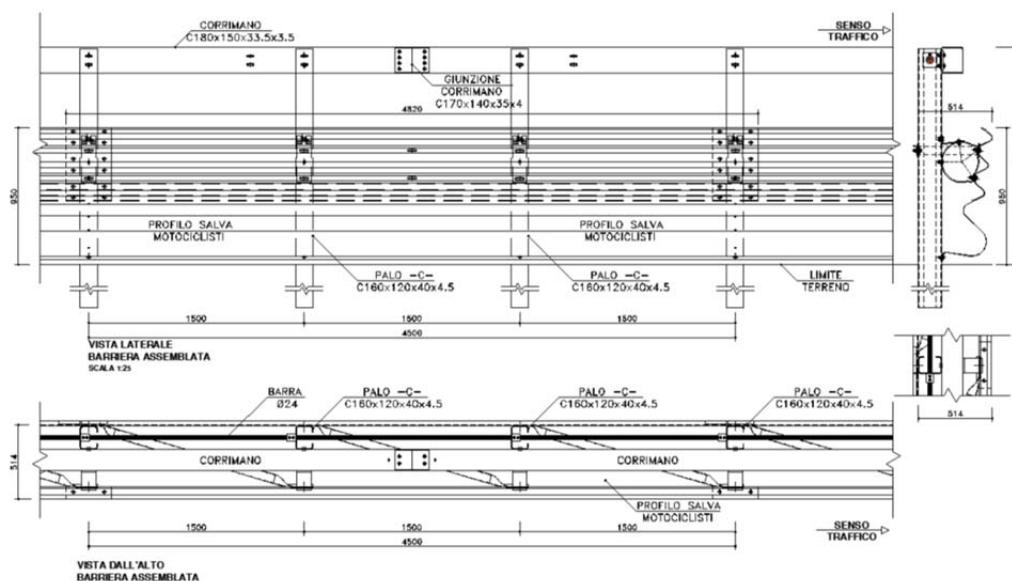 CORRIMANO
C180x150x33.5x3.5
SENSO
TRAFFICO
GIUNZIONE
CORRIMANO
C170x140x35x4
4820
514
950
950
PROFILO SALVA
MOTOCICLISTI
PROFILO SALVA
MOTOCICLISTI
PALO -C-
C160x120x40x4.5
PALO -C-
C160x120x40x4.5
LIMITE
TERRENO
1500
1500
1500
4500
VISTA LATERALE
BARRIERA ASSEMBLATA
SCALA 1:25
514
BARRA
Ø24
PALO -C-
C160x120x40x4.5
PALO -C-
C160x120x40x4.5
PALO -C-
C160x120x40x4.5
514
CORRIMANO
CORRIMANO
PROFILO SALVA
MOTOCICLISTI
1500
1500
1500
4500
SENSO
TRAFFICO
VISTA DALL'ALTO
BARRIERA ASSEMBLATA